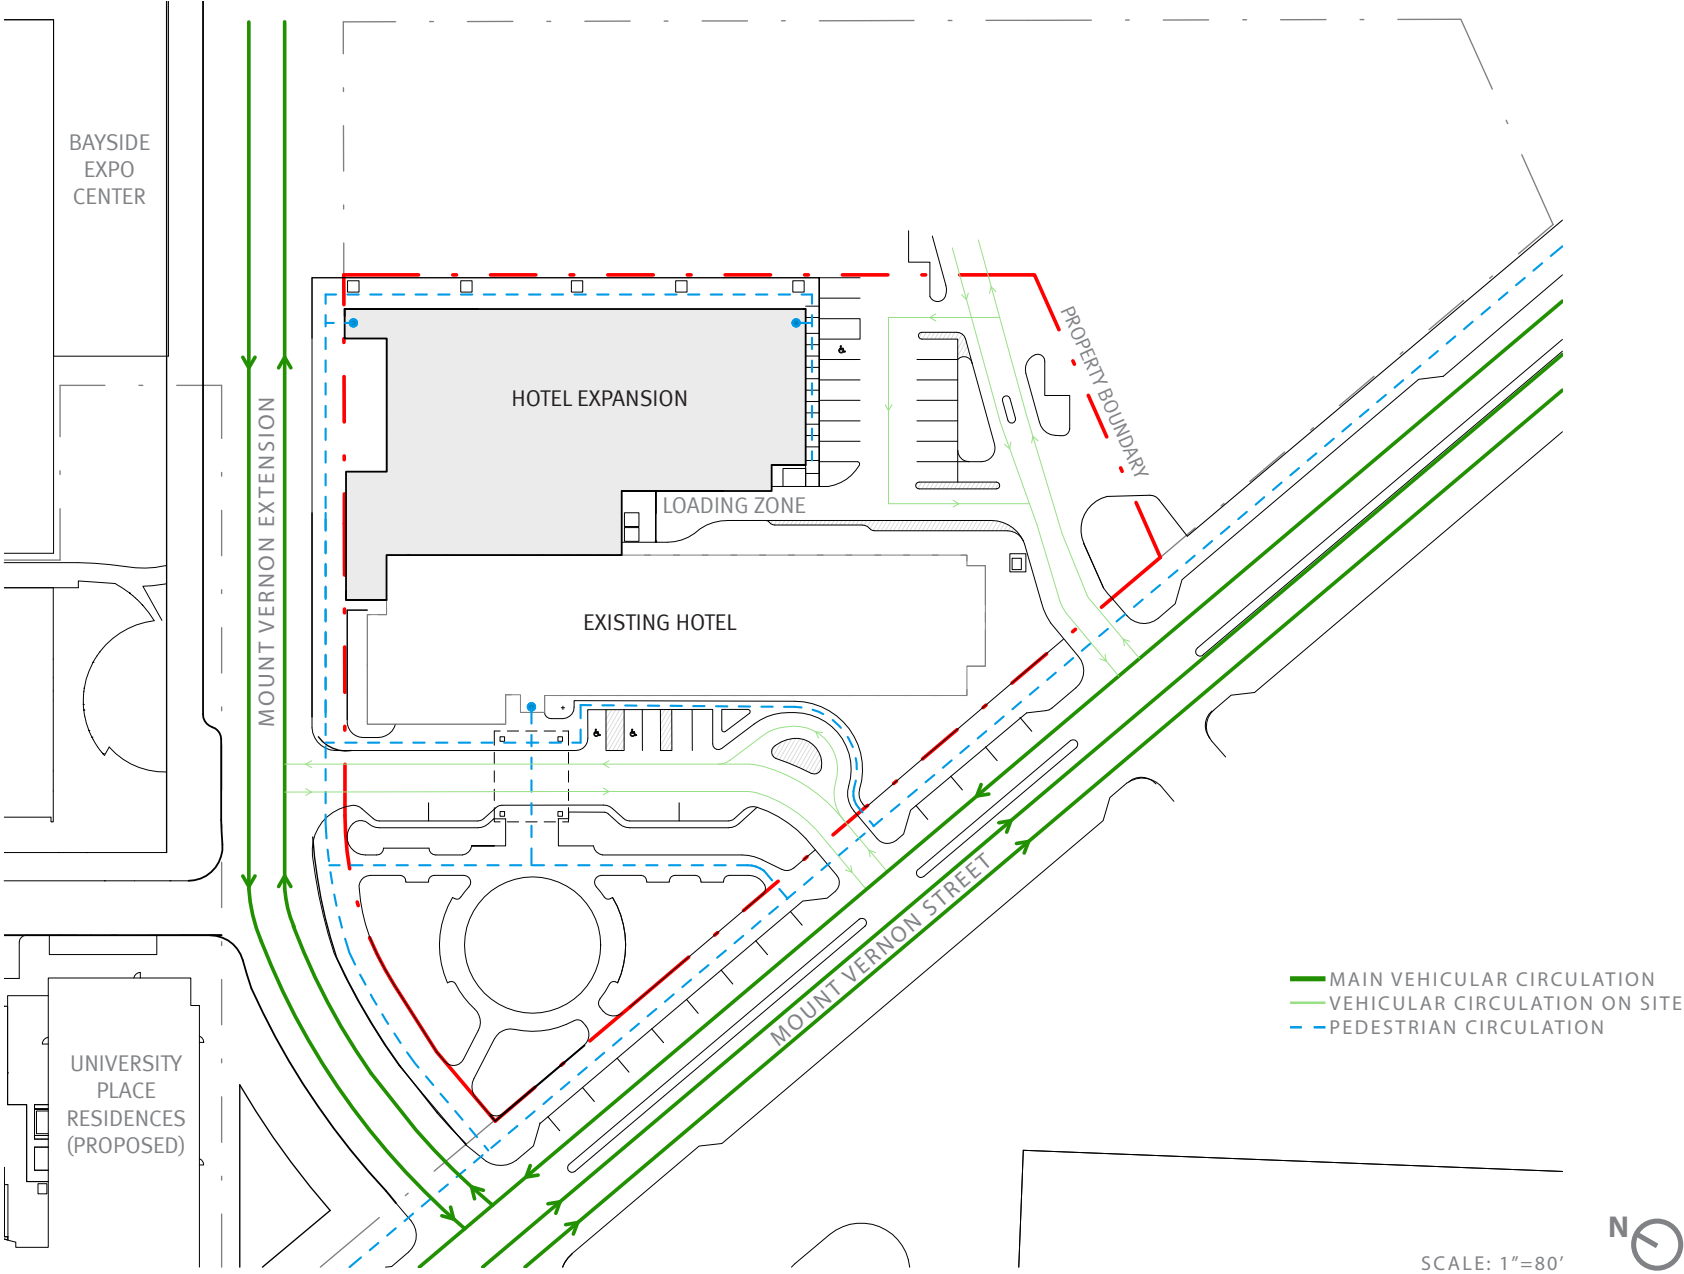 BAYSIDE
EXPO
CENTER
MOUNT VERNON EXTENSION
HOTEL EXPANSION
PROPERTY BOUNDARY
LOADING ZONE
EXISTING HOTEL
MOUNT VERNON STREET
MAIN VEHICULAR CIRCULATION
VEHICULAR CIRCULATION ON SITE
PEDESTRIAN CIRCULATION
UNIVERSITY
PLACE
RESIDENCES
(PROPOSED)
N
SCALE: 1”=80’